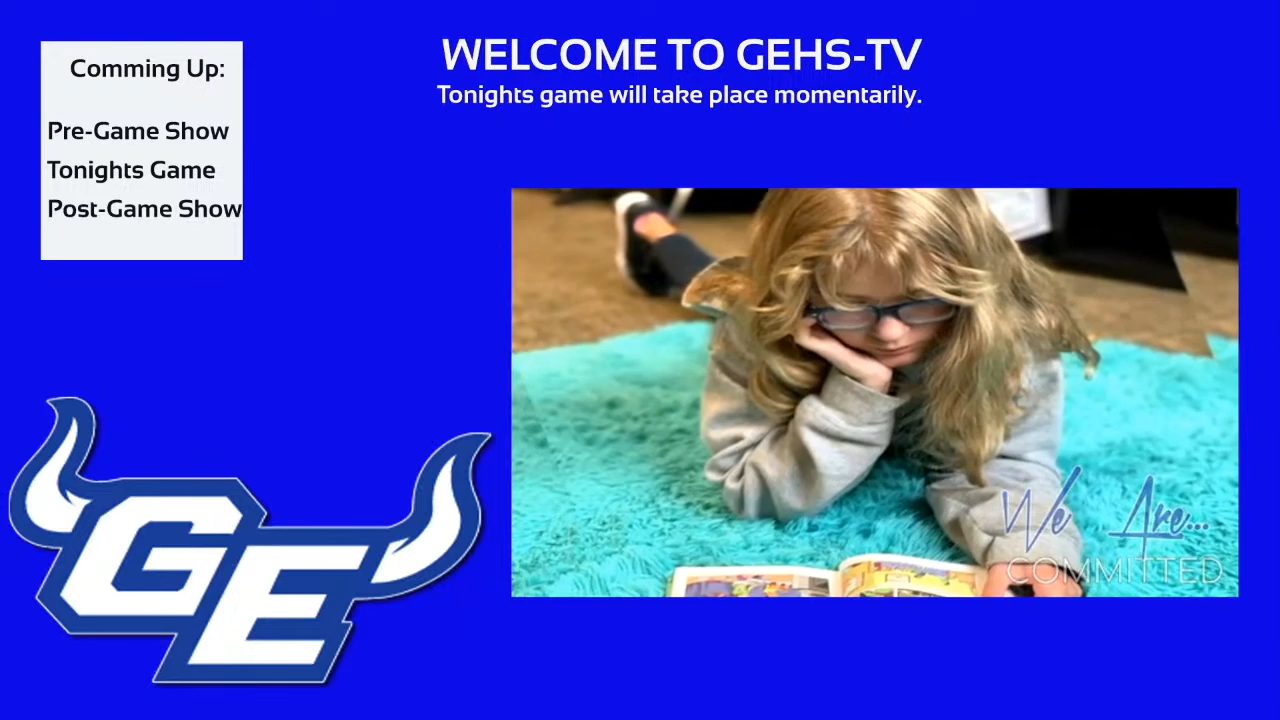 Comming Up:
Pre-Game Show
Tonights Game
Post-Game Show
WELCOME TO GEHS-TV
Tonights game will take place momentarily.
GE
We Are...
COMMITTED